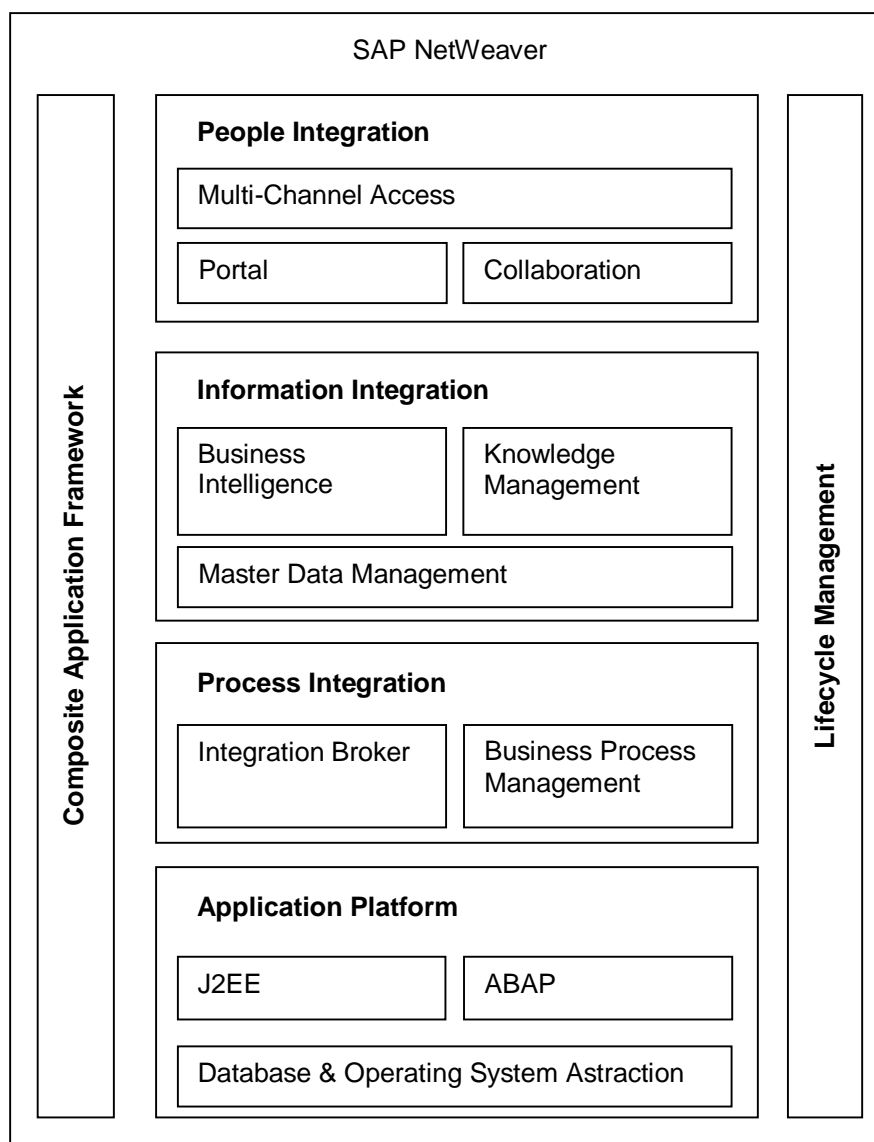 SAP NetWeaver
Composite Application Framework
People Integration
Multi-Channel Access
Portal
Collaboration
Information Integration
Business
Intelligence
Knowledge
Management
Master Data Management
Process Integration
Integration Broker
Business Process
Management
Application Platform
J2EE
ABAP
Database & Operating System Astraction
Lifecycle Management